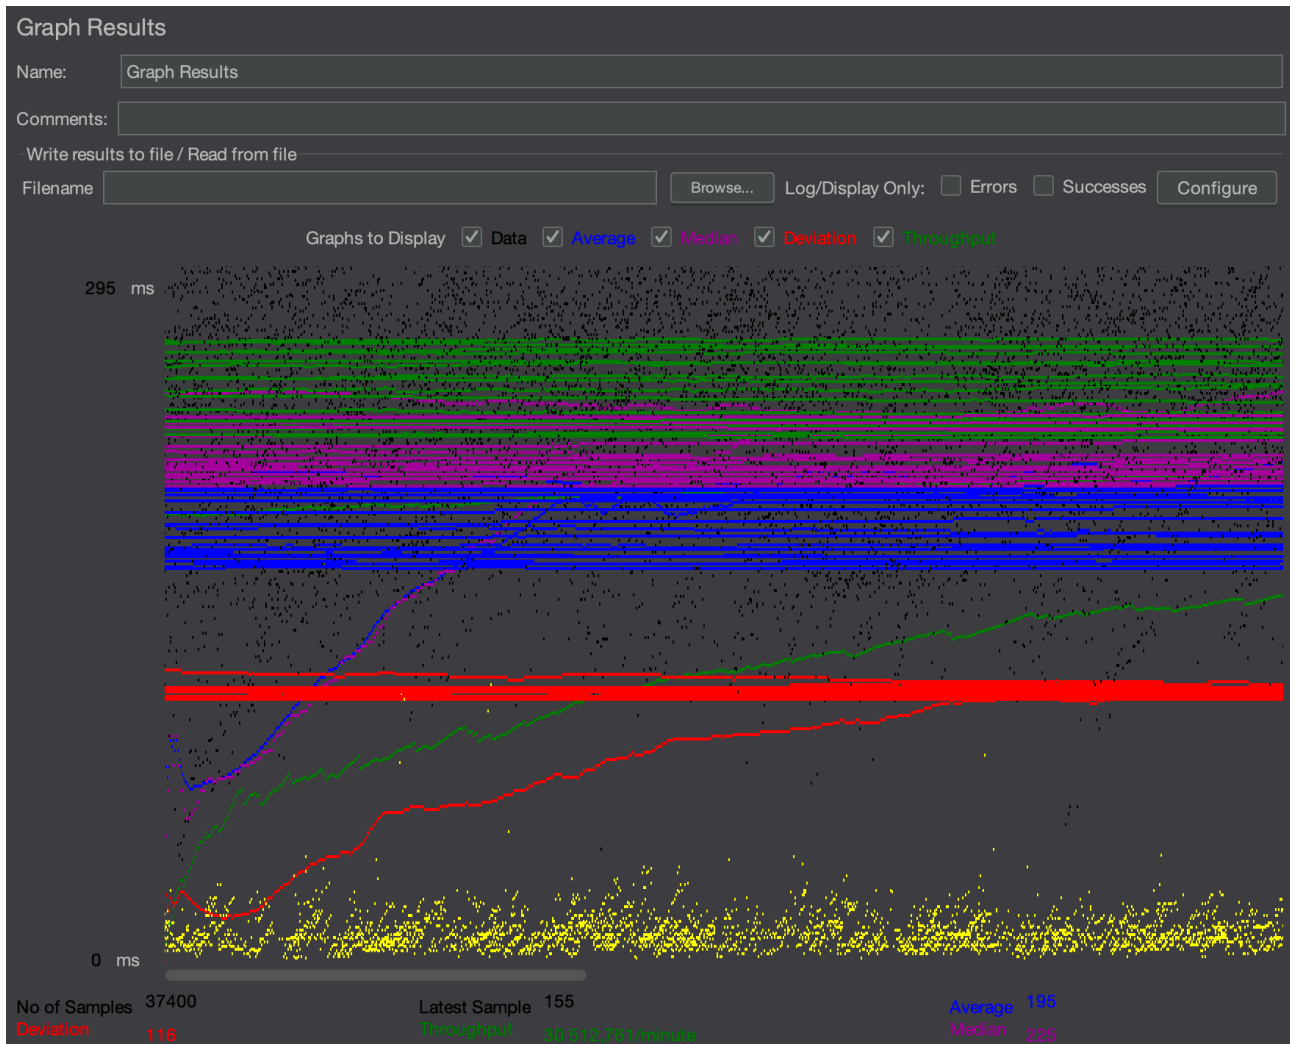 Graph Results
Name: Graph Results
Comments:
Write results to file / Read from file
Filename Browse... Log/Display Only: Errors Successes Configure
Graphs to Display Data Average Median Deviation Throughput
295 ms
0 ms
No of Samples 37400 Latest Sample 155 Average 195
Deviation 116 Throughput 30.512.761/minute Median 225